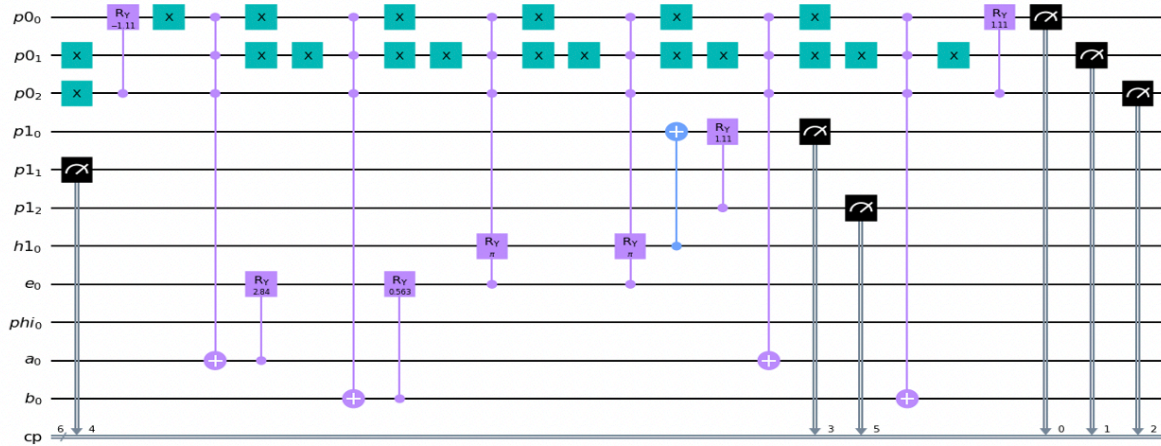 p0₀ R_Y −1.11 X X X X X X R_Y 1.11
p0₁ X X X X X X X X X X X X
p0₂ X
p1₀ R_Y 1.11
p1₁
p1₂
h1₀ R_Y π R_Y π
e₀ R_Y 2.84 R_Y 0.563
phi₀
a₀
b₀
cp 6 4 3 5 0 1 2